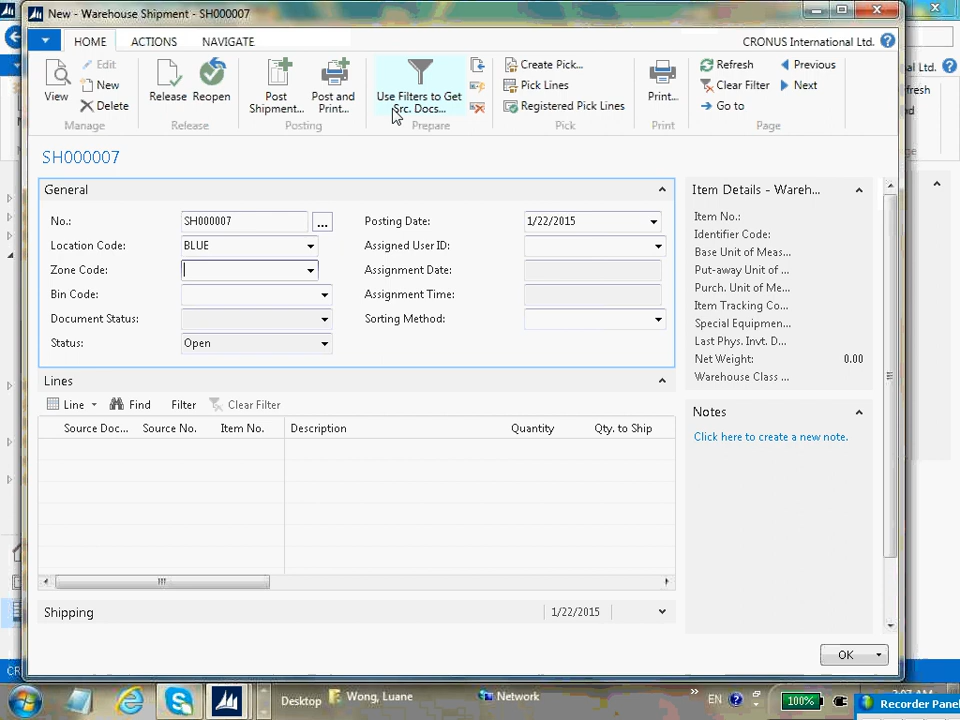 New - Warehouse Shipment - SH000007
HOME ACTIONS NAVIGATE CRONUS International Ltd.
View
Edit
New
Delete
Manage
Release Reopen
Release
Post Shipment...
Post and Print...
Posting
Use Filters to Get Src. Docs...
Prepare
Create Pick...
Pick Lines
Registered Pick Lines
Pick
Print...
Print
Refresh
Clear Filter
Go to
Previous
Next
Page
SH000007
General
No.: SH000007 ...
Location Code: BLUE
Zone Code:
Bin Code:
Document Status:
Status: Open
Posting Date: 1/22/2015
Assigned User ID:
Assignment Date:
Assignment Time:
Sorting Method:
Lines
Line Find Filter Clear Filter
Source Doc... Source No. Item No. Description Quantity Qty. to Ship
Shipping 1/22/2015
Item Details - Wareh...
Item No.:
Identifier Code:
Base Unit of Meas...
Put-away Unit of ...
Purch. Unit of Me...
Item Tracking Co...
Special Equipmen...
Last Phys. Invt. D...
Net Weight: 0.00
Warehouse Class ...
Notes
Click here to create a new note.
OK
Desktop Wong, Luane Network EN 100% Recorder Pane